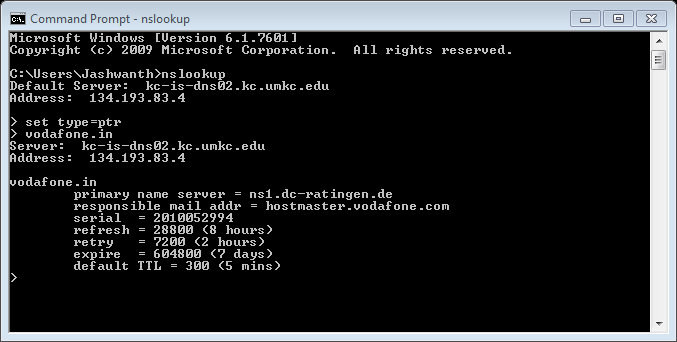 Command Prompt - nslookup
Microsoft Windows [Version 6.1.7601]
Copyright (c) 2009 Microsoft Corporation.  All rights reserved.
C:\Users\Jashwanth>nslookup
Default Server:  kc-is-dns02.kc.umkc.edu
Address:  134.193.83.4
> set type=ptr
> vodafone.in
Server:  kc-is-dns02.kc.umkc.edu
Address:  134.193.83.4
vodafone.in
        primary name server = ns1.dc-ratingen.de
        responsible mail addr = hostmaster.vodafone.com
        serial  = 2010052994
        refresh = 28800 (8 hours)
        retry   = 7200 (2 hours)
        expire  = 604800 (7 days)
        default TTL = 300 (5 mins)
>